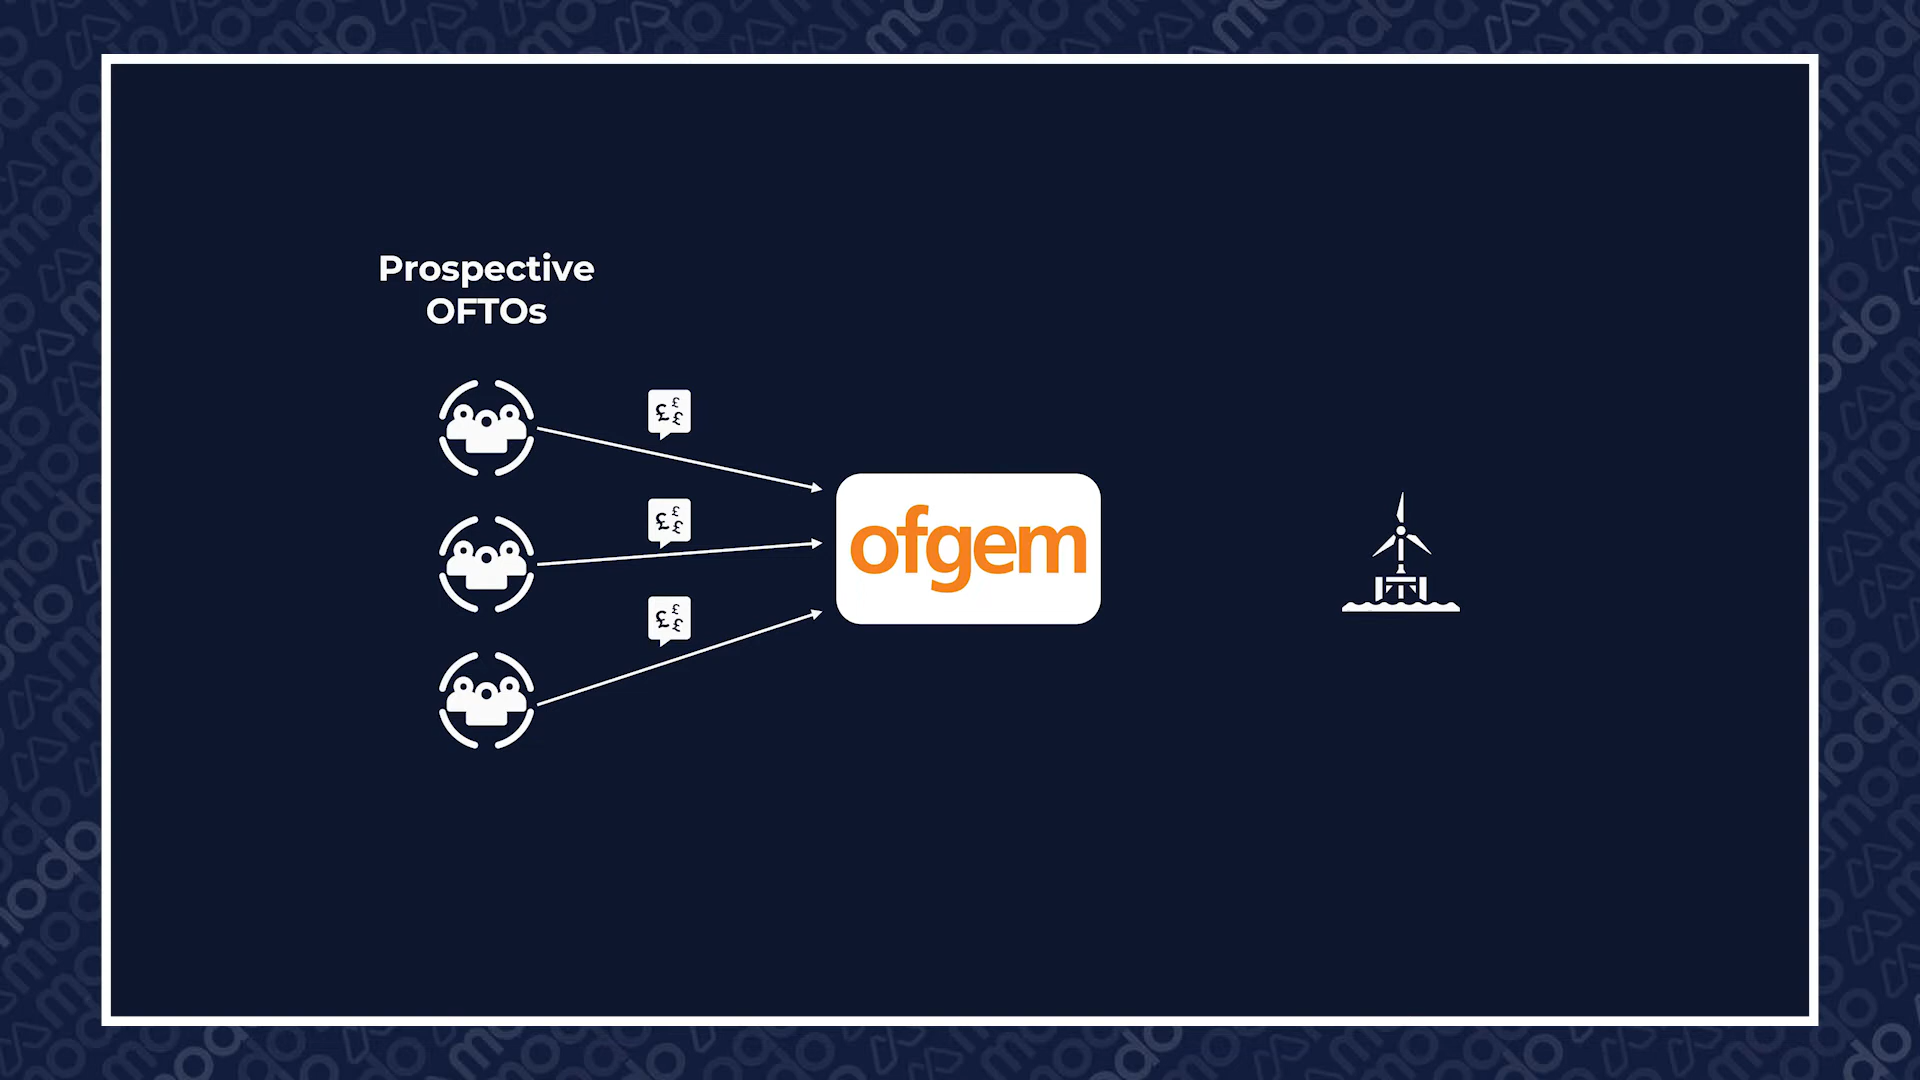 Prospective
OFTOs
£ £ £
£ £ £
£ £ £
ofgem